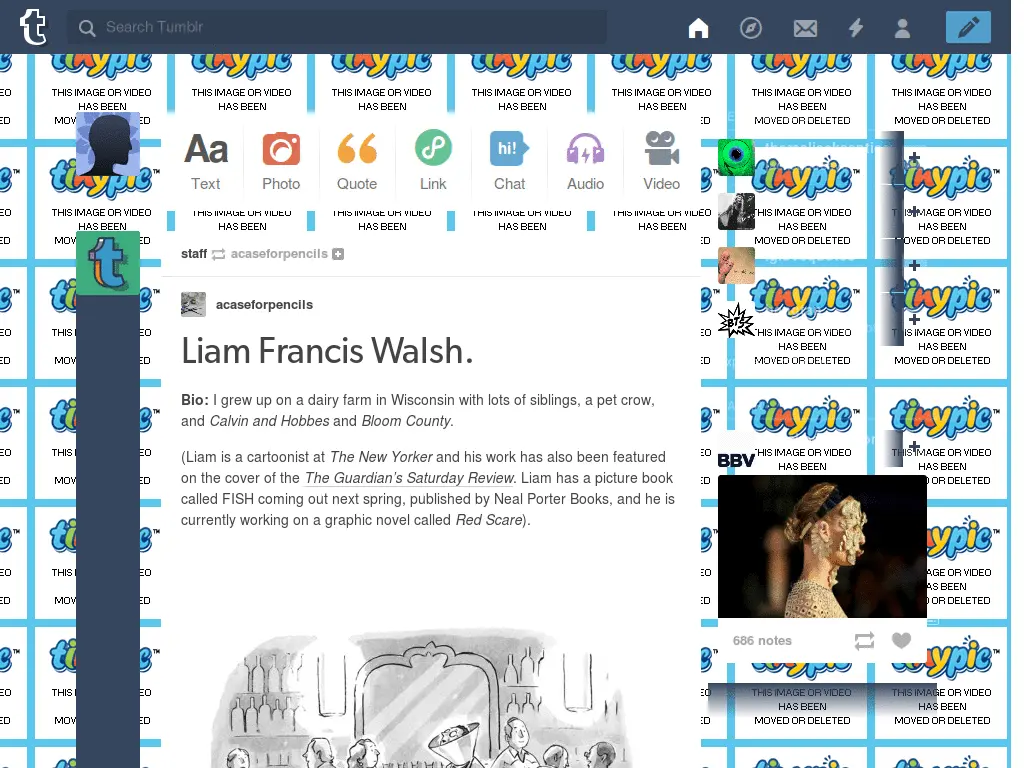 Search Tumblr
tinypic™
THIS IMAGE OR VIDEO
HAS BEEN
MOVED OR DELETED
Aa
Text
Photo
Quote
Link
hi!
Chat
Audio
Video
staff acaseforpencils
acaseforpencils
Liam Francis Walsh.
Bio: I grew up on a dairy farm in Wisconsin with lots of siblings, a pet crow,
and Calvin and Hobbes and Bloom County.
(Liam is a cartoonist at The New Yorker and his work has also been featured
on the cover of the The Guardian's Saturday Review. Liam has a picture book
called FISH coming out next spring, published by Neal Porter Books, and he is
currently working on a graphic novel called Red Scare).
BTS
BBV
686 notes